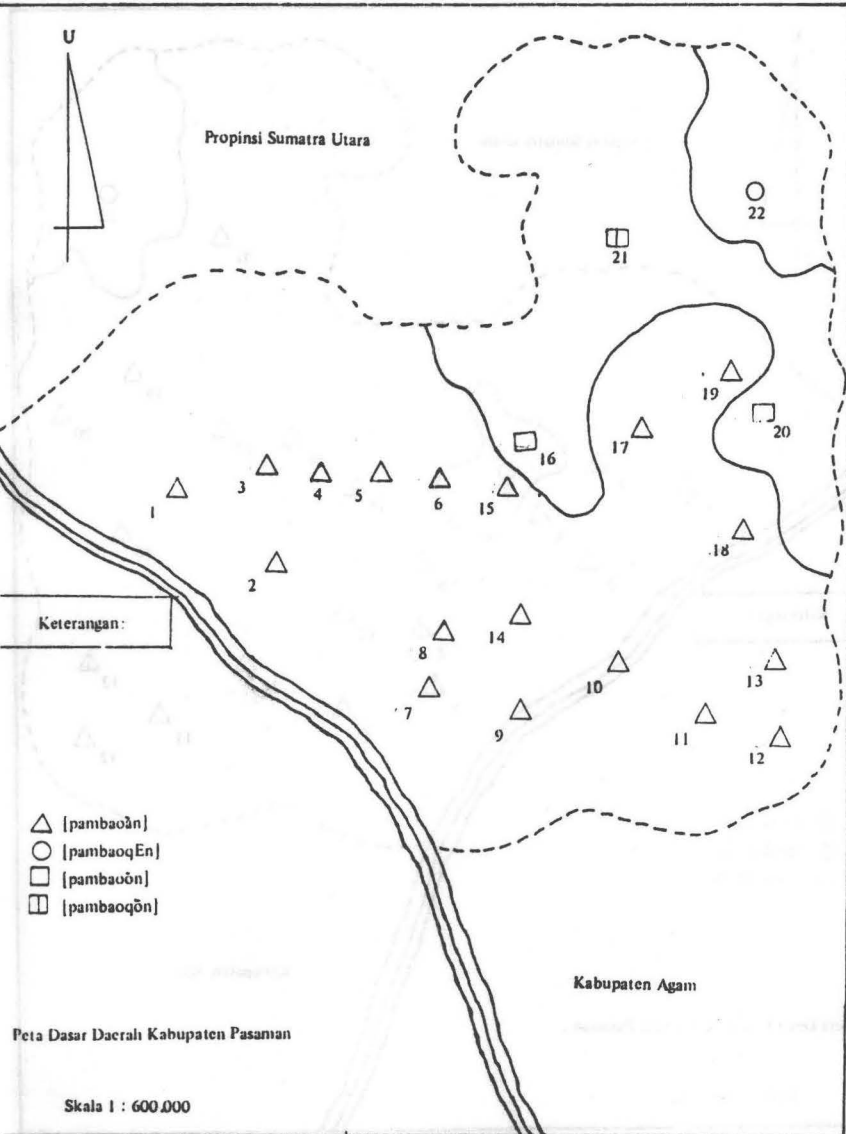 U
Propinsi Sumatra Utara
22
21
19
20
17
16
3
4
5
6
15
1
18
2
Keterangan:
14
8
10
13
7
9
11
12
[pambaoàn]
[pambaoqEn]
[pambaoòn]
[pambaoqõn]
Kabupaten Agam
Peta Dasar Daerah Kabupaten Pasaman
Skala 1 : 600.000